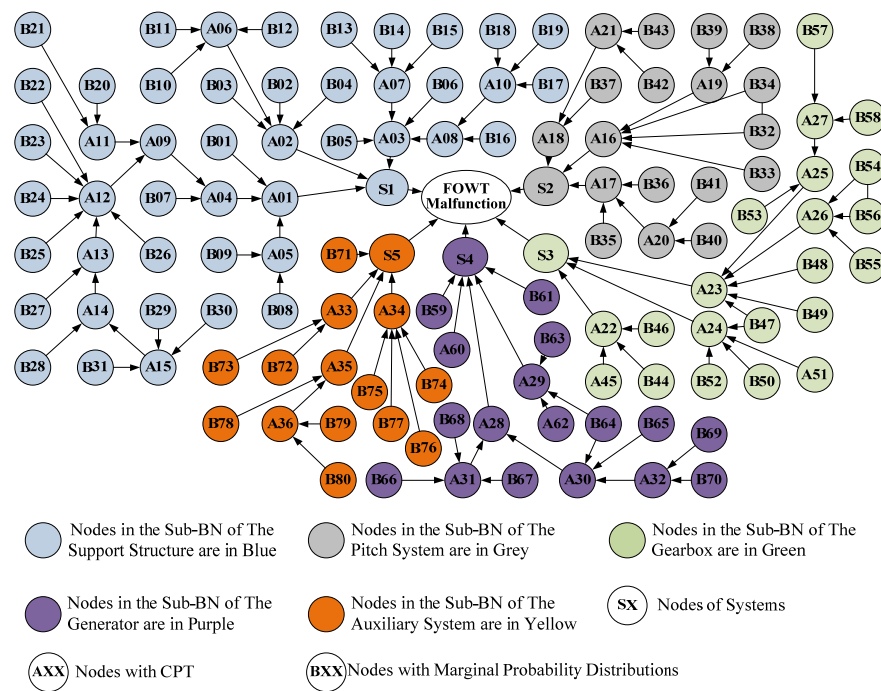 B21 B11 A06 B12 B13 B14 B15 B18 B19 A21 B43 B39 B38 B57
B22 B20 B10 B03 B02 B04 A07 B06 A10 B17 B37 B42 A19 B34
B23 A11 A09 B01 A02 B05 A03 A08 B16 A18 A16 B32 A27 B58
B24 A12 B07 A04 A01 S1 FOWT S2 A17 B36 B41 B33 A25 B54
Malfunction
B53 A26 B56
B25 A13 B26 B09 A05 B71 S5 S4 S3 B35 A20 B40 B48 B55
B27 A14 B29 B30 B08 A33 A34 B59 B61 A23 B49
B28 B31 A15 B73 B72 A35 B75 B74 A60 B63 A22 B46 A24 B47
A29 A45 B44 B52 B50 A51
B78 A36 B79 B77 B76 B68 A28 A62 B64 B65 B69
B80 B66 A31 B67 A30 A32 B70
Nodes in the Sub-BN of The
Support Structure are in Blue
Nodes in the Sub-BN of The
Pitch System are in Grey
Nodes in the Sub-BN of The
Gearbox are in Green
Nodes in the Sub-BN of The
Generator are in Purple
Nodes in the Sub-BN of The
Auxiliary System are in Yellow
SX Nodes of Systems
AXX Nodes with CPT
BXX Nodes with Marginal Probability Distributions